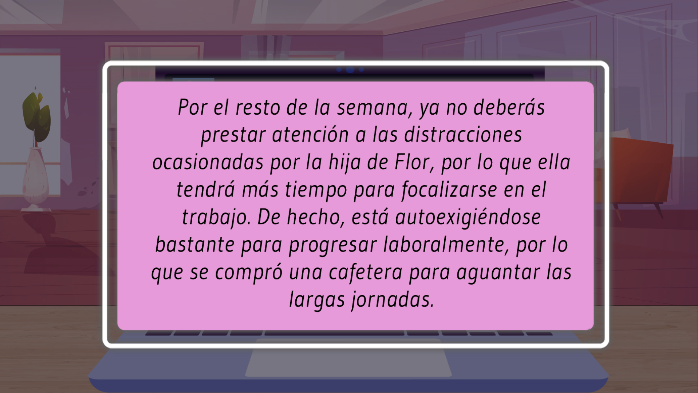 Por el resto de la semana, ya no deberás
prestar atención a las distracciones
ocasionadas por la hija de Flor, por lo que ella
tendrá más tiempo para focalizarse en el
trabajo. De hecho, está autoexigiéndose
bastante para progresar laboralmente, por lo
que se compró una cafetera para aguantar las
largas jornadas.